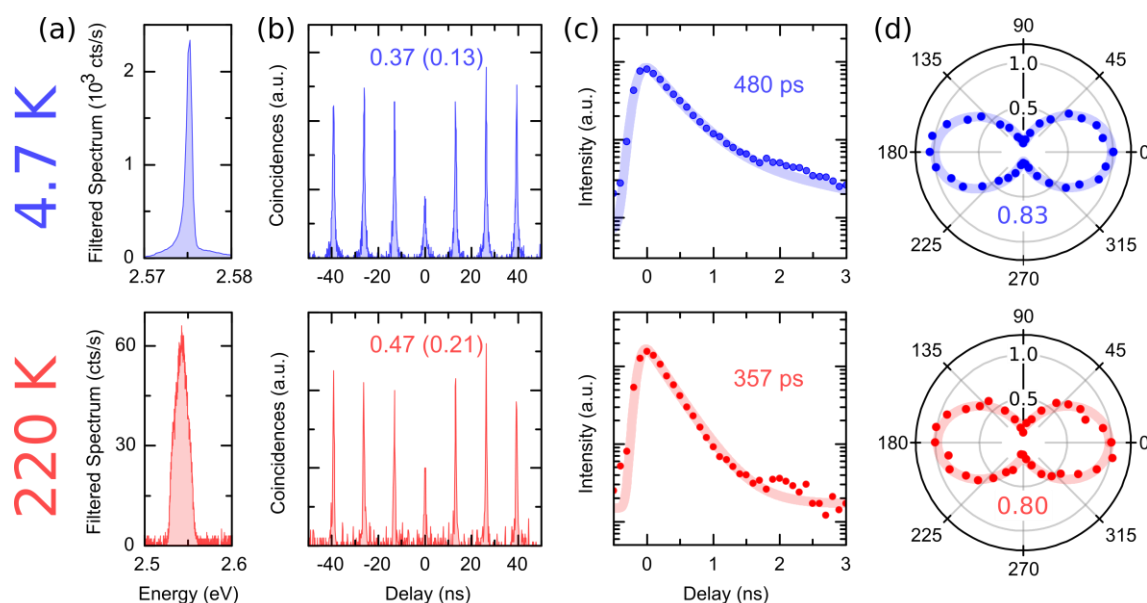 (a) (b) (c) (d)
4.7 K
Filtered Spectrum (10³ cts/s)
2
1
0
2.57 2.58
Coincidences (a.u.)
0.37 (0.13)
-40 -20 0 20 40
Intensity (a.u.)
480 ps
0 1 2 3
90
135 45
1.0
0.5
180 0
0.83
225 315
270
220 K
Filtered Spectrum (cts/s)
60
30
0
2.5 2.6
Energy (eV)
Coincidences (a.u.)
0.47 (0.21)
-40 -20 0 20 40
Delay (ns)
Intensity (a.u.)
357 ps
0 1 2 3
Delay (ns)
90
135 45
1.0
0.5
180 0
0.80
225 315
270